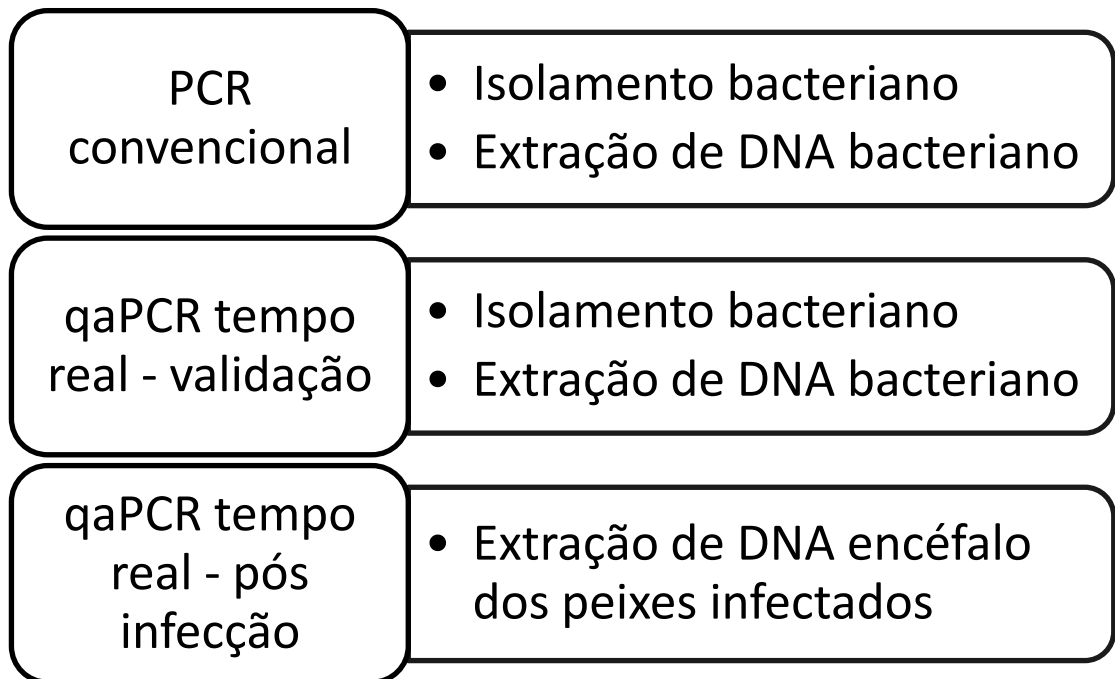 PCR
convencional
• Isolamento bacteriano
• Extração de DNA bacteriano
qaPCR tempo
real - validação
• Isolamento bacteriano
• Extração de DNA bacteriano
qaPCR tempo
real - pós
infecção
• Extração de DNA encéfalo
dos peixes infectados